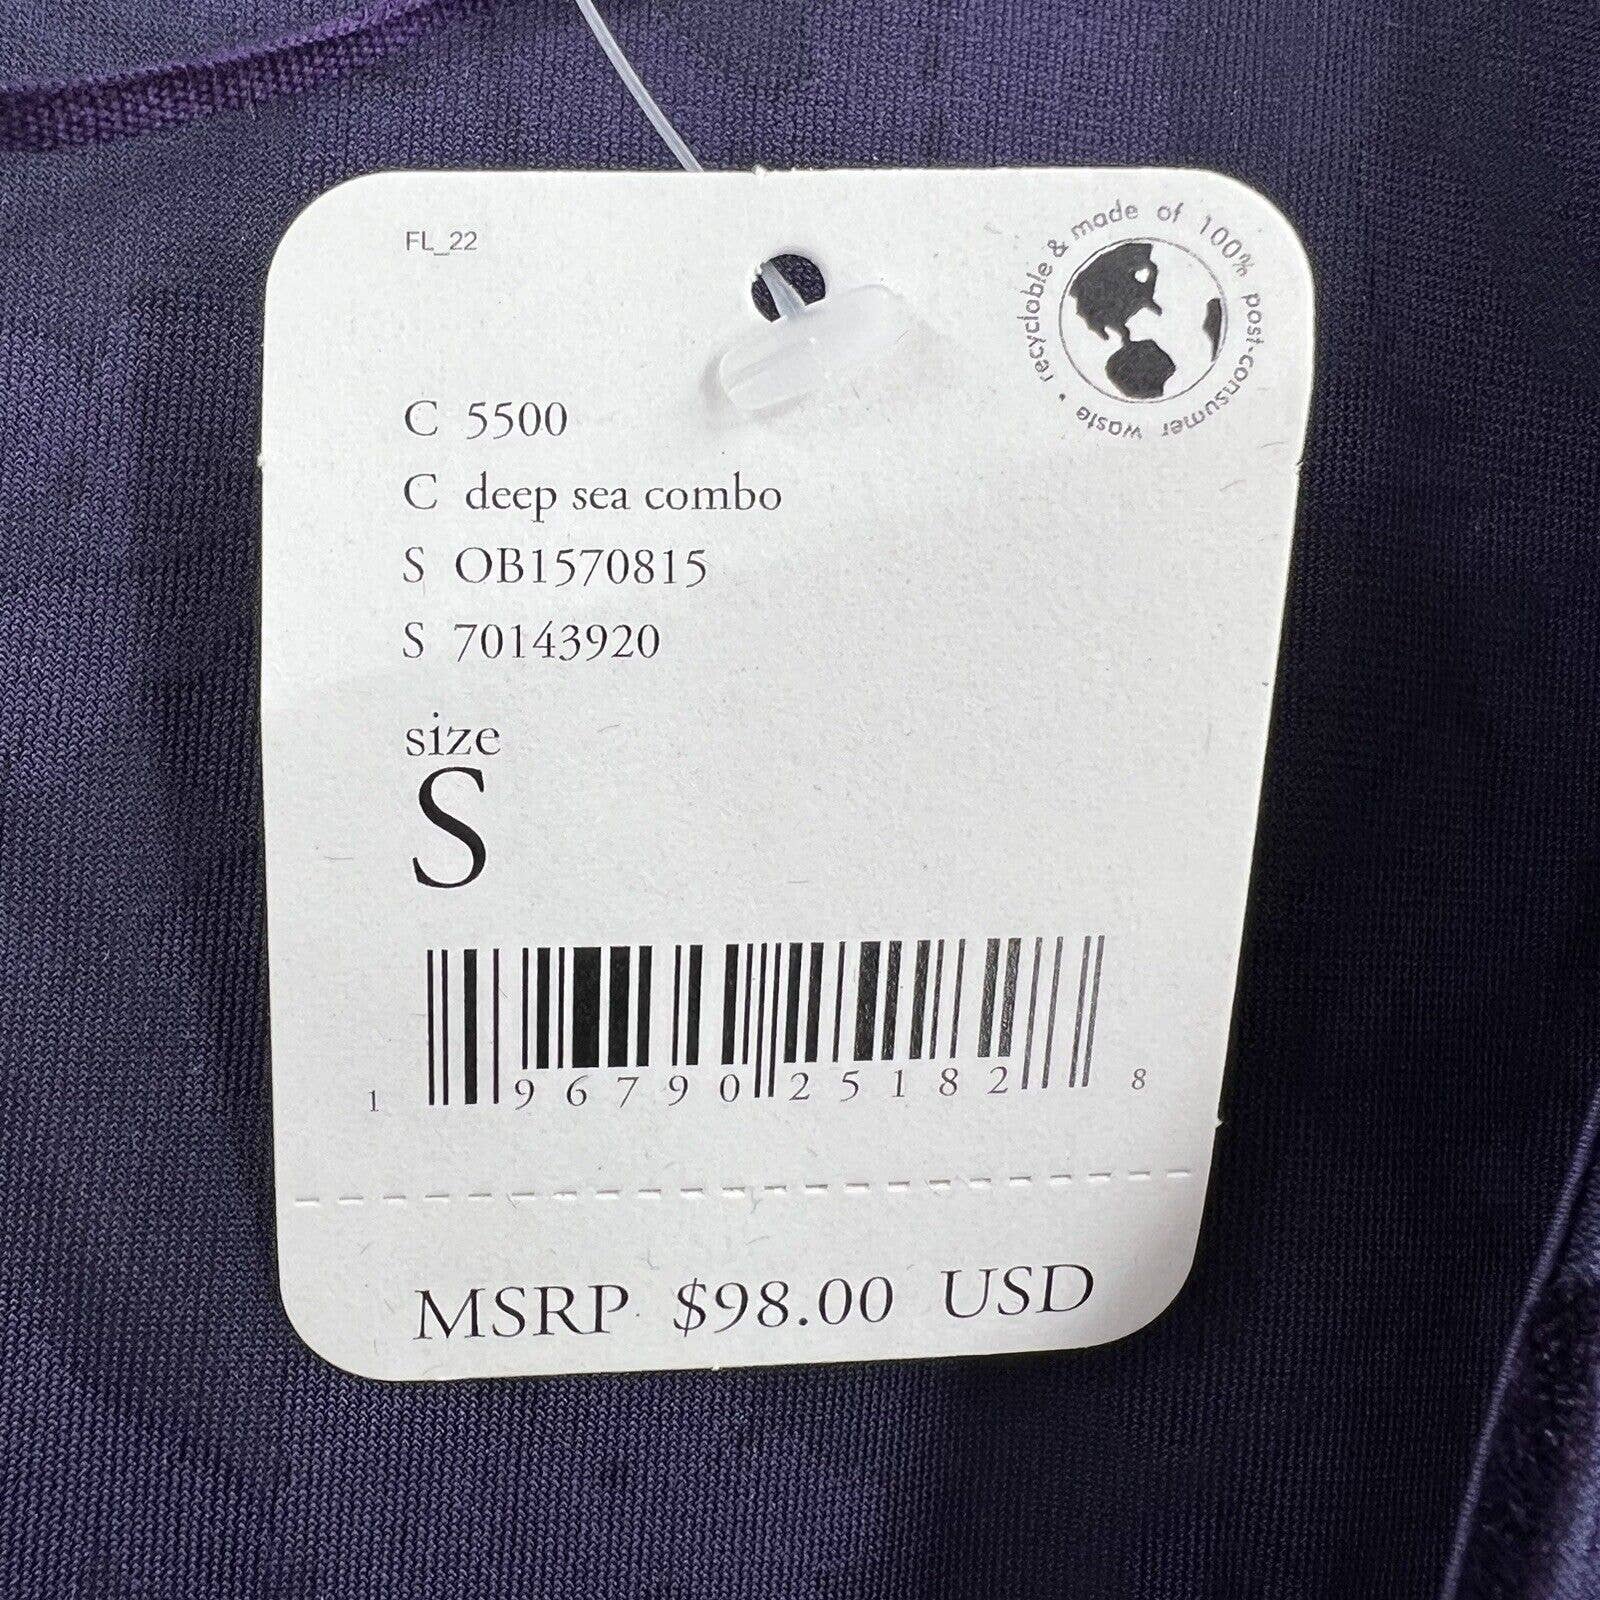 FL_22
recyclable & made of 100% post-consumer waste •
C 5500
C deep sea combo
S OB1570815
S 70143920
size
S
1 96790 25182 8
MSRP $98.00 USD